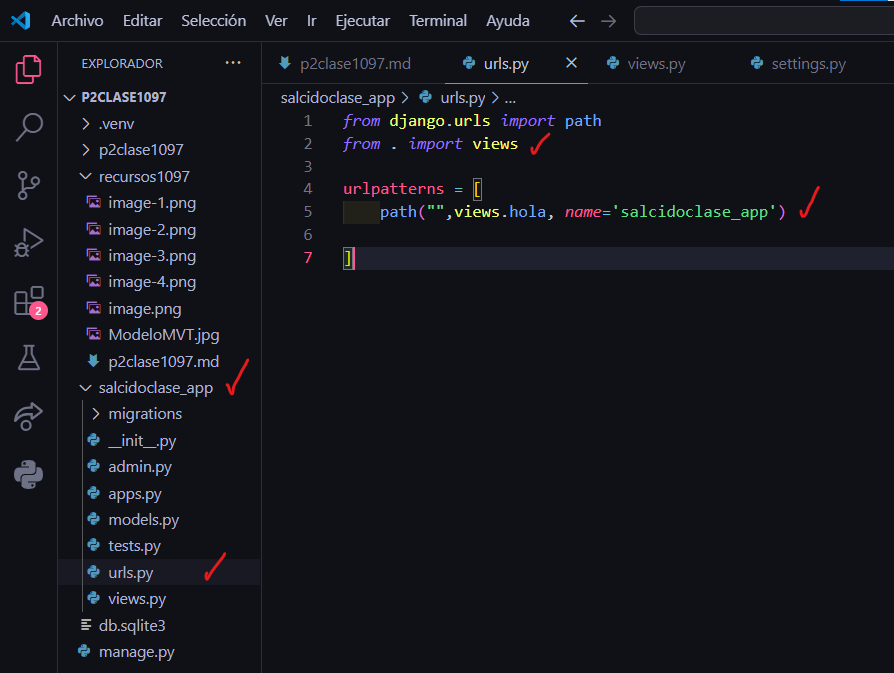 Archivo Editar Selección Ver Ir Ejecutar Terminal Ayuda
EXPLORADOR ...
p2clase1097.md urls.py views.py settings.py
P2CLASE1097
salcidoclase_app > urls.py > ...
.venv
p2clase1097
recursos1097
image-1.png
image-2.png
image-3.png
image-4.png
image.png
ModeloMVT.jpg
p2clase1097.md
salcidoclase_app
migrations
__init__.py
admin.py
apps.py
models.py
tests.py
urls.py
views.py
db.sqlite3
manage.py
2
1 from django.urls import path
2 from . import views
3
4 urlpatterns = [
5 path("",views.hola, name='salcidoclase_app')
6
7 ]